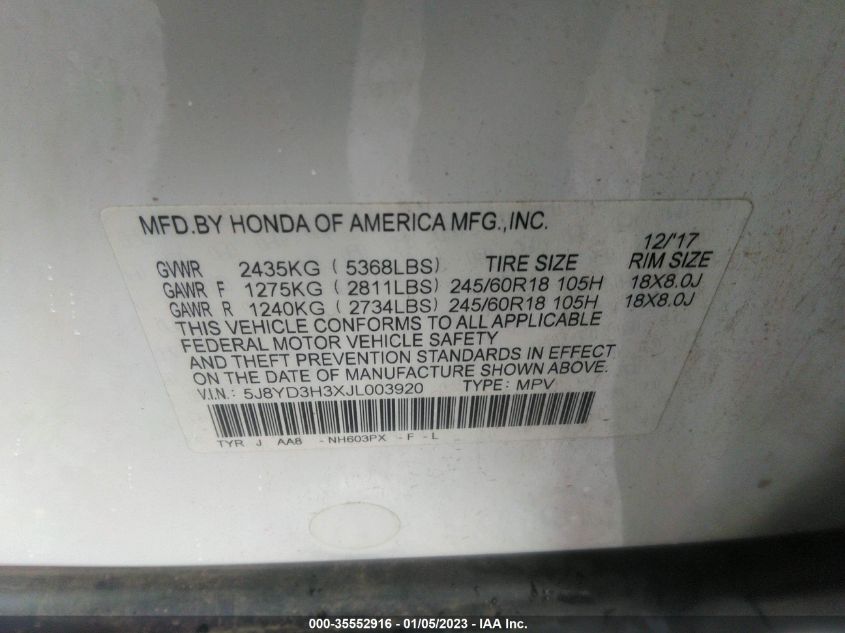 MFD.BY HONDA OF AMERICA MFG.,INC.
12/'17
GVWR 2435KG ( 5368LBS) TIRE SIZE RIM SIZE
GAWR F 1275KG ( 2811LBS) 245/60R18 105H 18X8.0J
GAWR R 1240KG ( 2734LBS) 245/60R18 105H 18X8.0J
THIS VEHICLE CONFORMS TO ALL APPLICABLE
FEDERAL MOTOR VEHICLE SAFETY
AND THEFT PREVENTION STANDARDS IN EFFECT
ON THE DATE OF MANUFACTURE SHOWN ABOVE.
V.I.N.: 5J8YD3H3XJL003920 TYPE: MPV
TYR J AA8 -NH603PX -F -L
000-35552916 - 01/05/2023 - IAA Inc.